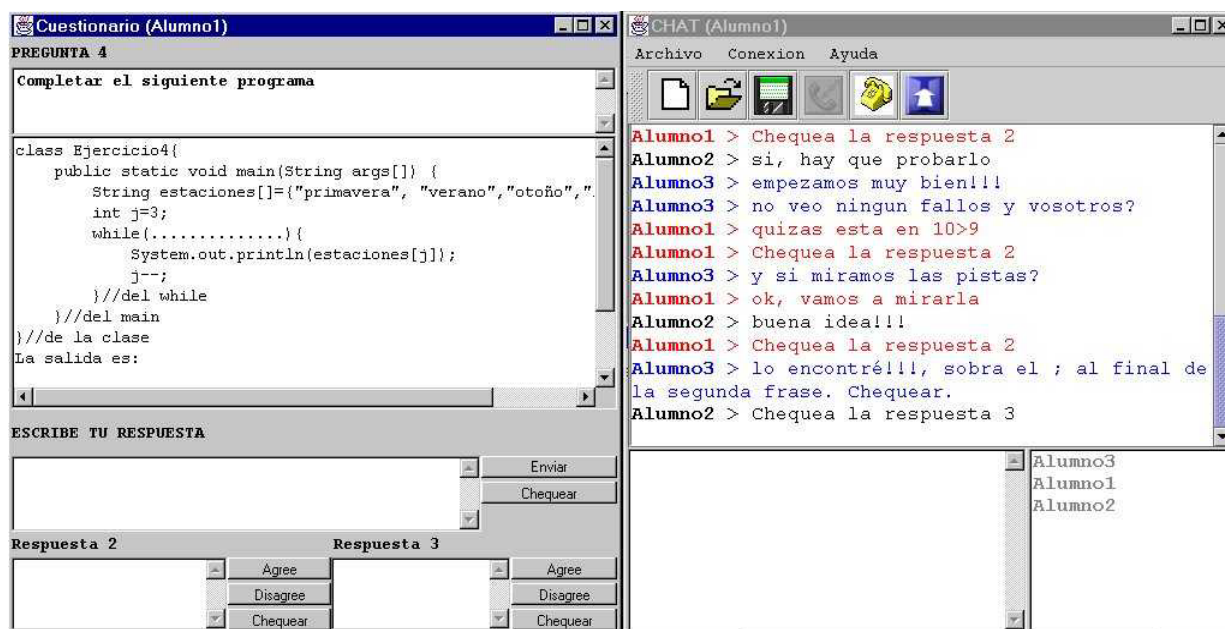 Cuestionario (Alumno1)
PREGUNTA 4
Completar el siguiente programa
class Ejercicio4{
public static void main(String args[]) {
String estaciones[]={"primavera", "verano","otoño",".
int j=3;
while(..............){
System.out.println(estaciones[j]);
j--;
}//del while
}//del main
}//de la clase
La salida es:
ESCRIBE TU RESPUESTA
Enviar
Chequear
Respuesta 2
Agree
Disagree
Chequear
Respuesta 3
Agree
Disagree
Chequear
CHAT (Alumno1)
Archivo Conexion Ayuda
Alumno1 > Chequea la respuesta 2
Alumno2 > si, hay que probarlo
Alumno3 > empezamos muy bien!!!
Alumno3 > no veo ningun fallos y vosotros?
Alumno1 > quizas esta en 10>9
Alumno1 > Chequea la respuesta 2
Alumno3 > y si miramos las pistas?
Alumno1 > ok, vamos a mirarla
Alumno2 > buena idea!!!
Alumno1 > Chequea la respuesta 2
Alumno3 > lo encontré!!!, sobra el ; al final de
la segunda frase. Chequear.
Alumno2 > Chequea la respuesta 3
Alumno3
Alumno1
Alumno2